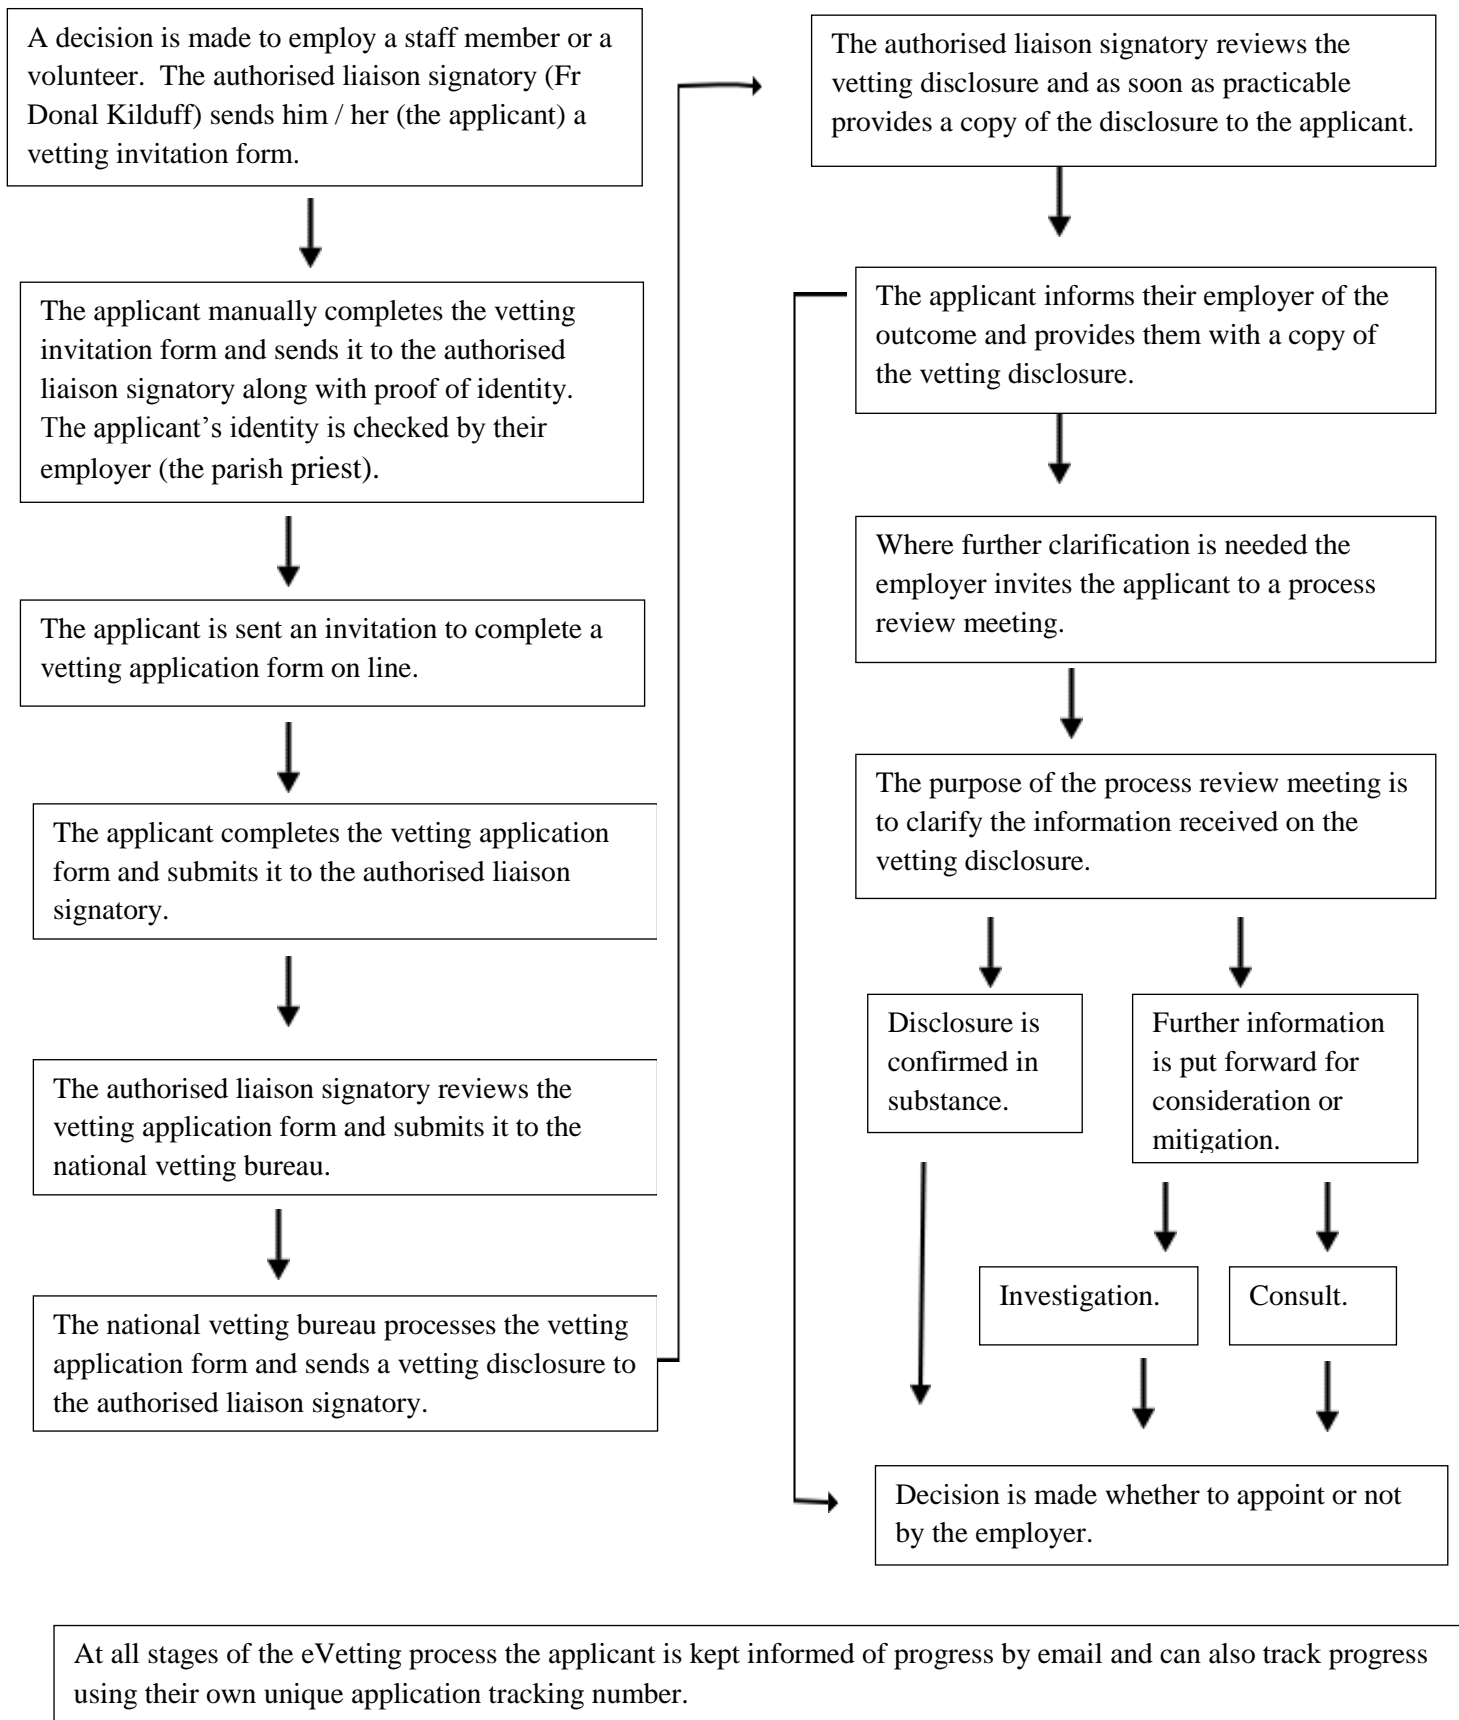 A decision is made to employ a staff member or a
volunteer.  The authorised liaison signatory (Fr
Donal Kilduff) sends him / her (the applicant) a
vetting invitation form.
The applicant manually completes the vetting
invitation form and sends it to the authorised
liaison signatory along with proof of identity.
The applicant’s identity is checked by their
employer (the parish priest).
The applicant is sent an invitation to complete a
vetting application form on line.
The applicant completes the vetting application
form and submits it to the authorised liaison
signatory.
The authorised liaison signatory reviews the
vetting application form and submits it to the
national vetting bureau.
The national vetting bureau processes the vetting
application form and sends a vetting disclosure to
the authorised liaison signatory.
The authorised liaison signatory reviews the
vetting disclosure and as soon as practicable
provides a copy of the disclosure to the applicant.
The applicant informs their employer of the
outcome and provides them with a copy of
the vetting disclosure.
Where further clarification is needed the
employer invites the applicant to a process
review meeting.
The purpose of the process review meeting is
to clarify the information received on the
vetting disclosure.
Disclosure is
confirmed in
substance.
Further information
is put forward for
consideration or
mitigation.
Investigation.
Consult.
Decision is made whether to appoint or not
by the employer.
At all stages of the eVetting process the applicant is kept informed of progress by email and can also track progress
using their own unique application tracking number.